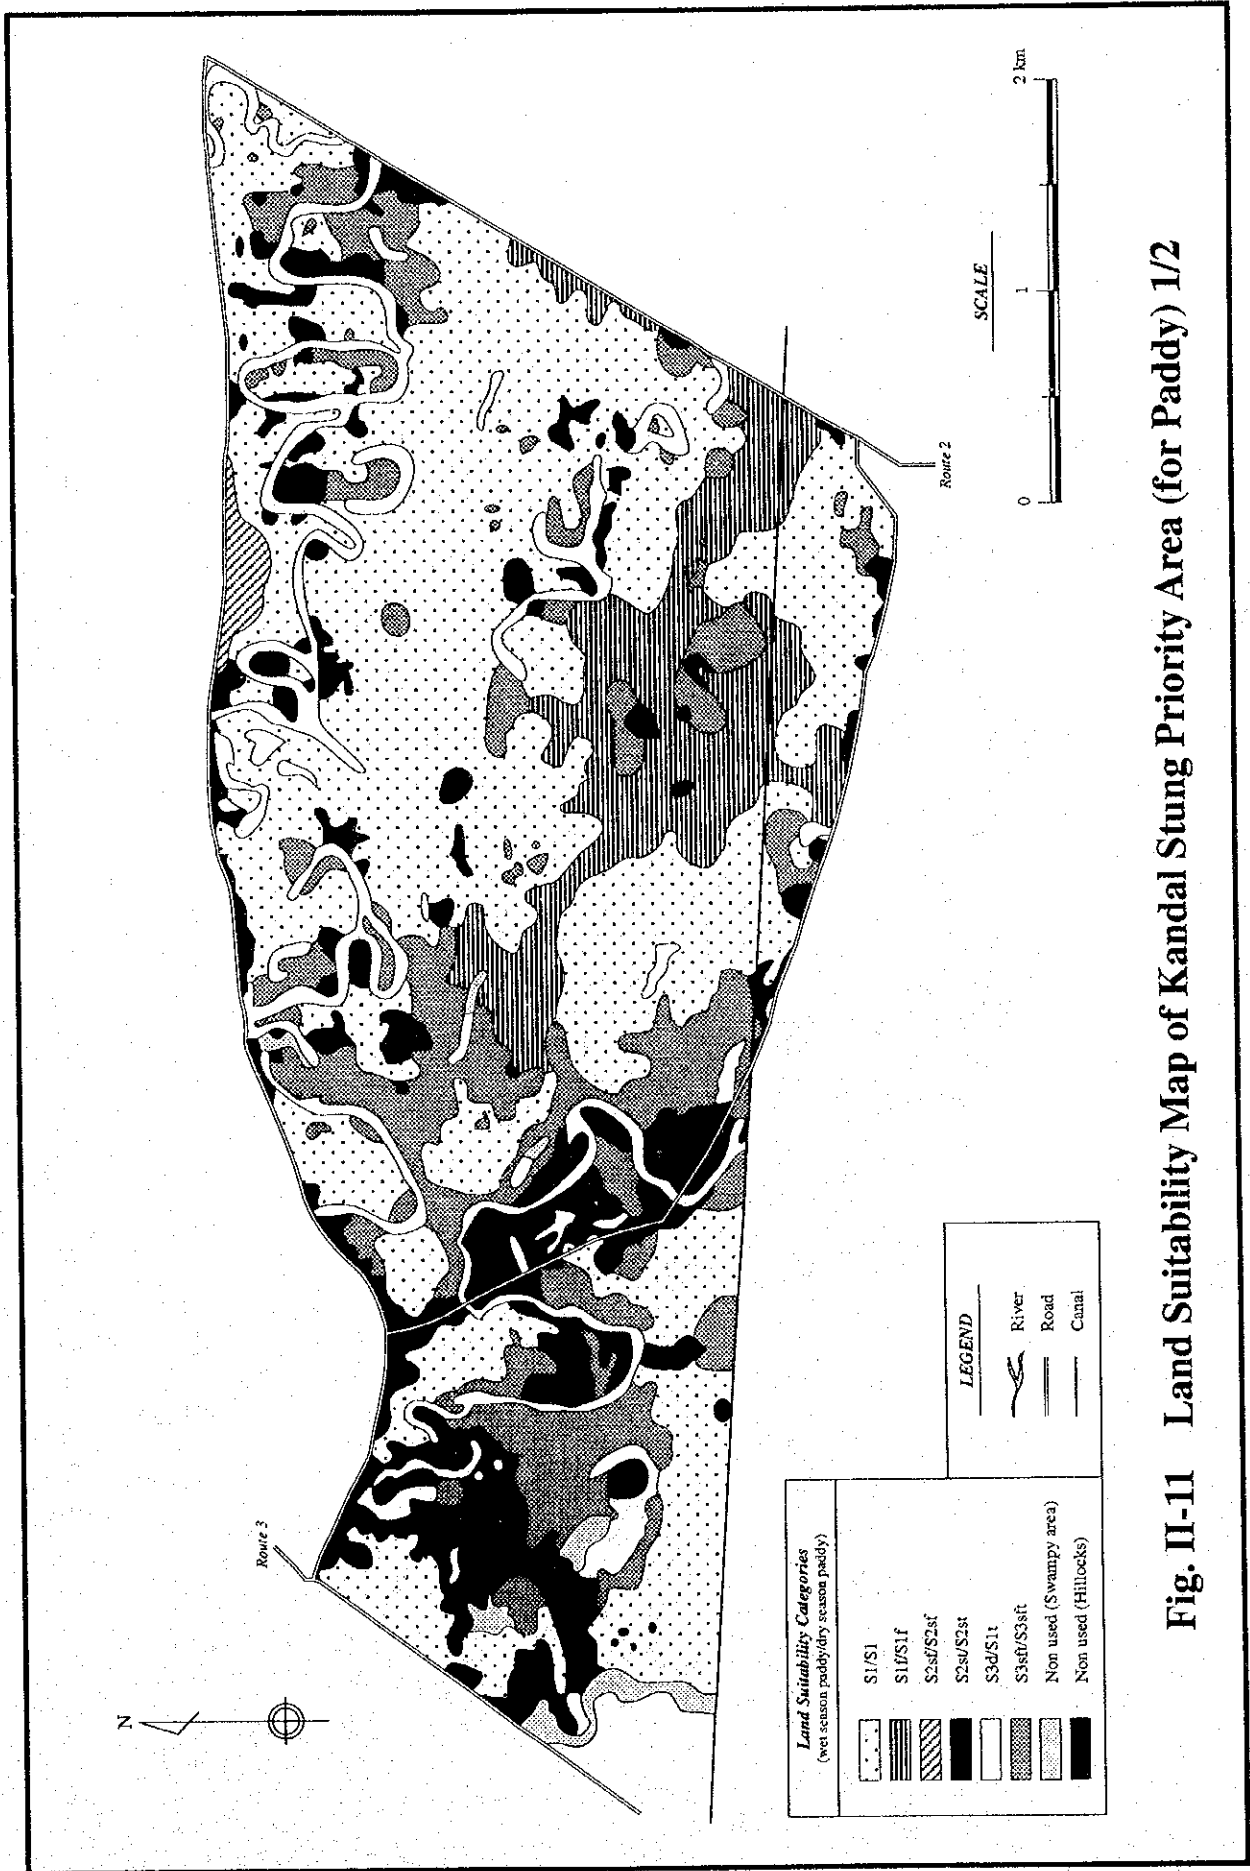 Route 3
N
Route 2
SCALE
0
1
2 km
Land Suitability Categories
(wet season paddy/dry season paddy)
S1/S1
S1f/S1f
S2sf/S2sf
S2st/S2st
S3d/S1t
S3sft/S3sft
Non used (Swampy area)
Non used (Hillocks)
LEGEND
River
Road
Canal
Fig. II-11 Land Suitability Map of Kandal Stung Priority Area (for Paddy) 1/2